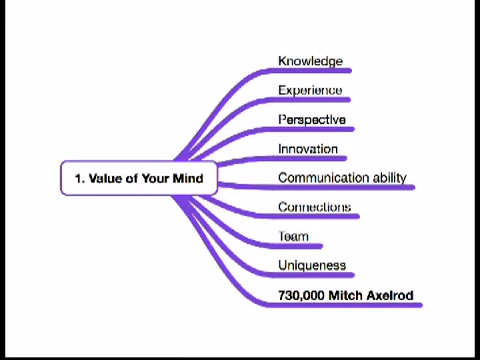 Knowledge
Experience
Perspective
Innovation
1. Value of Your Mind
Communication ability
Connections
Team
Uniqueness
730,000 Mitch Axelrod